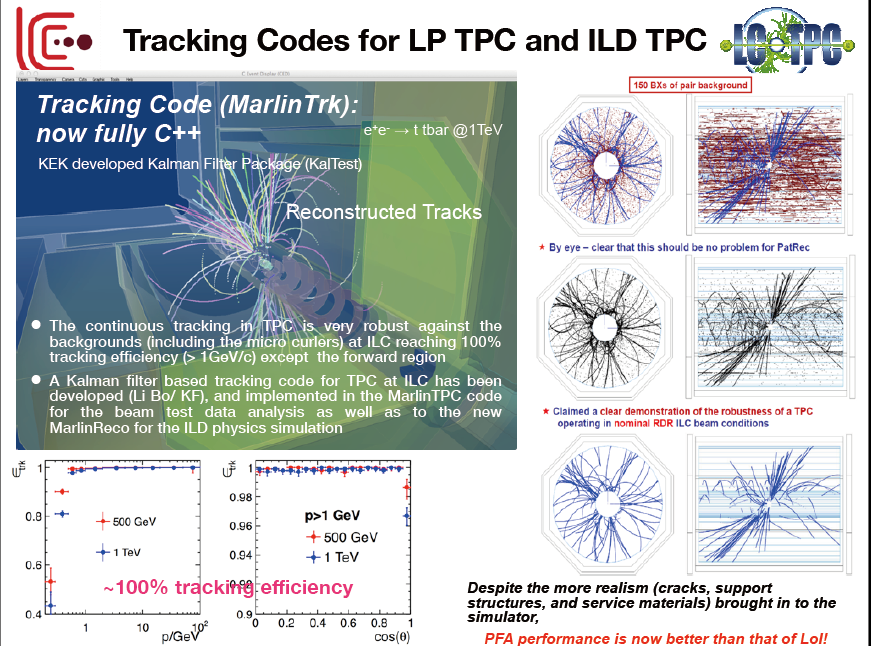 LCC
Tracking Codes for LP TPC and ILD TPC
LC TPC
Tracking Code (MarlinTrk):
now fully C++
e⁺e⁻ → t tbar @1TeV
KEK developed Kalman Filter Package (KalTest)
Reconstructed Tracks
● The continuous tracking in TPC is very robust against the
backgrounds (including the micro curlers) at ILC reaching 100%
tracking efficiency (> 1GeV/c) except the forward region
● A Kalman filter based tracking code for TPC at ILC has been
developed (Li Bo/ KF), and implemented in the MarlinTPC code
for the beam test data analysis as well as to the new
MarlinReco for the ILD physics simulation
150 BXs of pair background
★ By eye – clear that this should be no problem for PatRec
★ Claimed a clear demonstration of the robustness of a TPC
operating in nominal RDR ILC beam conditions
ϵtrk
1
0.8
0.6
0.4
500 GeV
1 TeV
1
10
10²
p/GeV
ϵtrk
1
0.98
0.96
0.94
0.92
0.9
p>1 GeV
500 GeV
1 TeV
0
0.2
0.4
0.6
0.8
1
cos(θ)
~100% tracking efficiency
Despite the more realism (cracks, support
structures, and service materials) brought in to the
simulator,
PFA performance is now better than that of LoI!